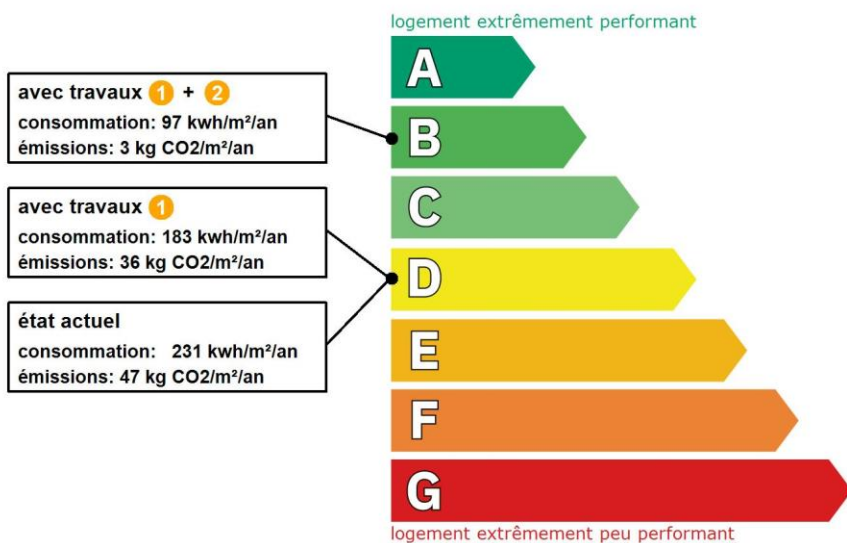 logement extrêmement performant
A
avec travaux 1 + 2
consommation: 97 kwh/m²/an
émissions: 3 kg CO2/m²/an
B
avec travaux 1
consommation: 183 kwh/m²/an
émissions: 36 kg CO2/m²/an
C
D
état actuel
consommation: 231 kwh/m²/an
émissions: 47 kg CO2/m²/an
E
F
G
logement extrêmement peu performant